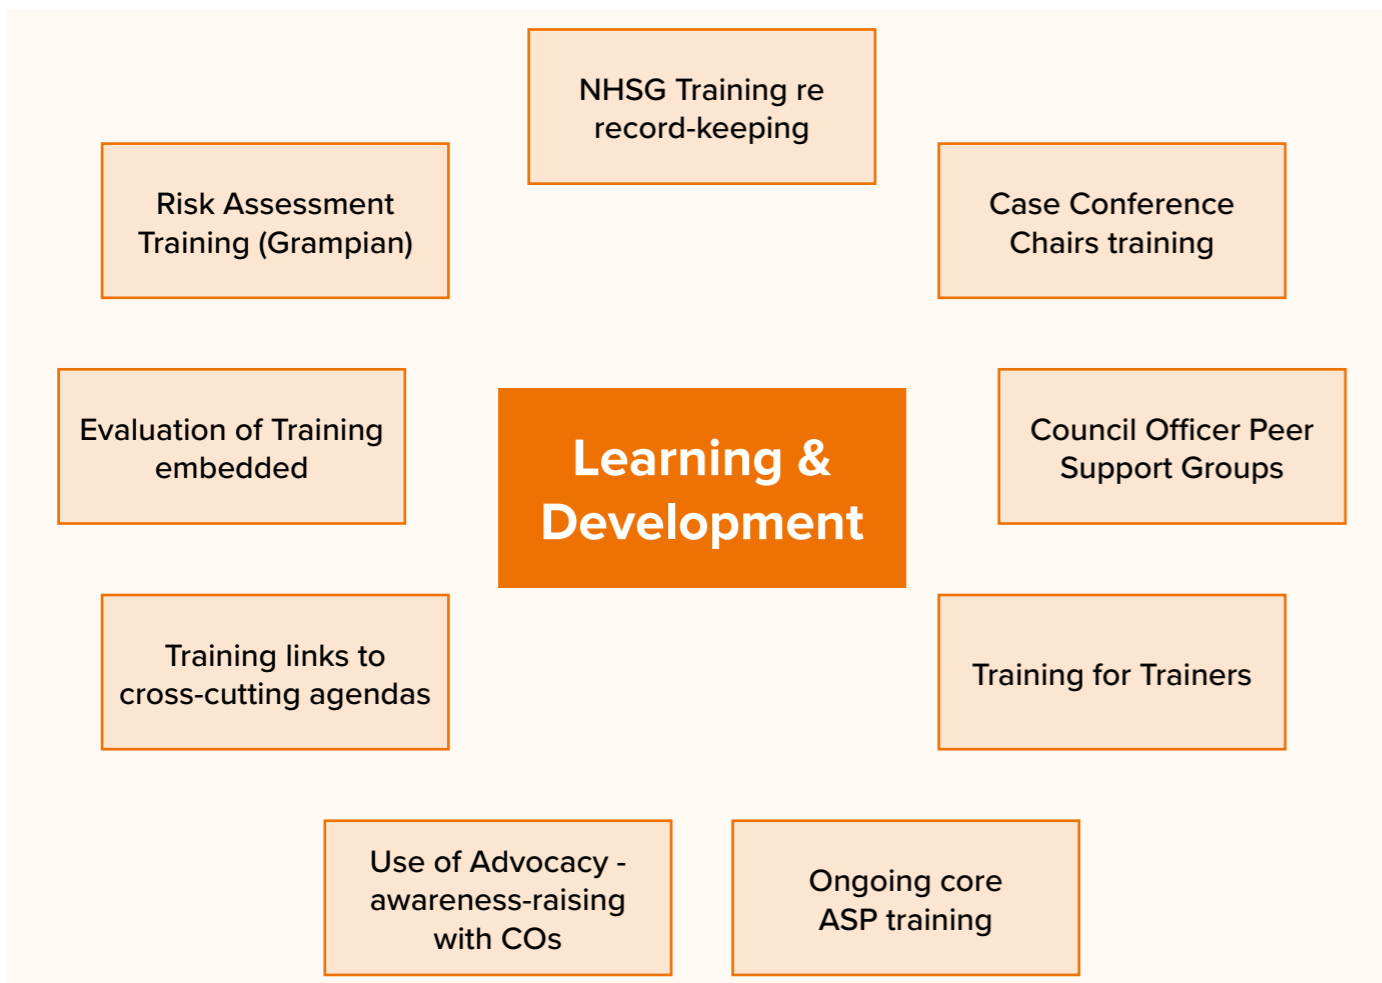 NHSG Training re
record-keeping
Risk Assessment
Training (Grampian)
Case Conference
Chairs training
Evaluation of Training
embedded
Learning &
Development
Council Officer Peer
Support Groups
Training links to
cross-cutting agendas
Training for Trainers
Use of Advocacy -
awareness-raising
with COs
Ongoing core
ASP training